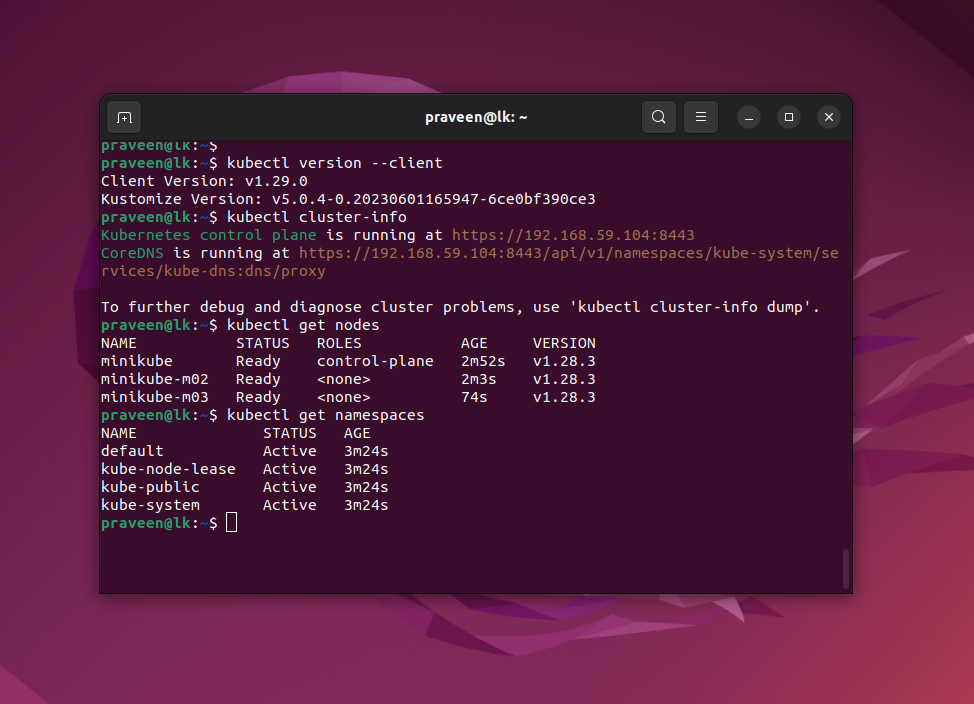 praveen@lk: ~
praveen@lk:~$
praveen@lk:~$ kubectl version --client
Client Version: v1.29.0
Kustomize Version: v5.0.4-0.20230601165947-6ce0bf390ce3
praveen@lk:~$ kubectl cluster-info
Kubernetes control plane is running at https://192.168.59.104:8443
CoreDNS is running at https://192.168.59.104:8443/api/v1/namespaces/kube-system/se
rvices/kube-dns:dns/proxy

To further debug and diagnose cluster problems, use 'kubectl cluster-info dump'.
praveen@lk:~$ kubectl get nodes
NAME           STATUS   ROLES           AGE     VERSION
minikube       Ready    control-plane   2m52s   v1.28.3
minikube-m02   Ready    <none>          2m3s    v1.28.3
minikube-m03   Ready    <none>          74s     v1.28.3
praveen@lk:~$ kubectl get namespaces
NAME              STATUS   AGE
default           Active   3m24s
kube-node-lease   Active   3m24s
kube-public       Active   3m24s
kube-system       Active   3m24s
praveen@lk:~$